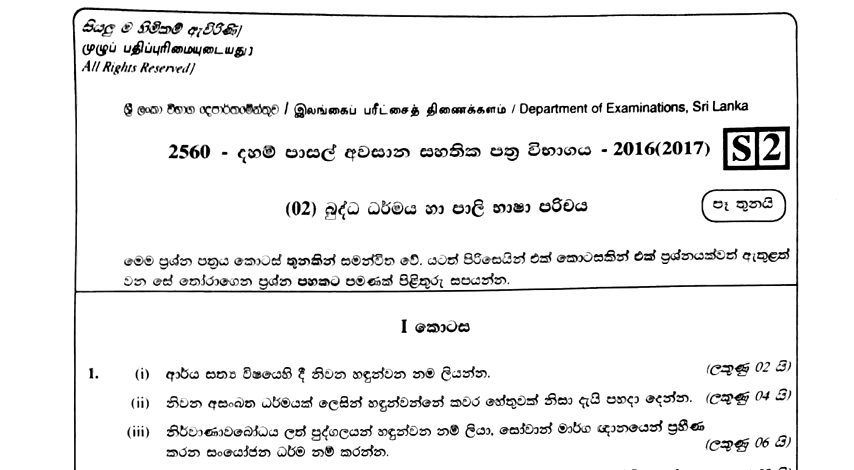 සියලු ම හිමිකම් ඇවිරිණි]
முழுப் பதிப்புரிமையுடையது]
All Rights Reserved]
ශ්‍රී ලංකා විභාග දෙපාර්තමේන්තුව / இலங்கைப் பரீட்சைத் திணைக்களம் / Department of Examinations, Sri Lanka
2560 - දහම් පාසල් අවසාන සහතික පත්‍ර විභාගය - 2016(2017) S 2
(02) බුද්ධ ධර්මය හා පාලි භාෂා පරිචය පැ තුනයි
මෙම ප්‍රශ්න පත්‍රය කොටස් තුනකින් සමන්විත වේ. යටත් පිරිසෙයින් එක් කොටසකින් එක් ප්‍රශ්නයක්වත් ඇතුළත්
වන සේ තෝරාගෙන ප්‍රශ්න පහකට පමණක් පිළිතුරු සපයන්න.
I කොටස
1. (i) ආර්ය සත්‍ය විෂයෙහි දී නිවන හඳුන්වන නම ලියන්න. (ලකුණු 02 යි)
(ii) නිවන අසංඛත ධර්මයක් ලෙසින් හඳුන්වන්නේ කවර හේතුවක් නිසා දැයි පහදා දෙන්න. (ලකුණු 04 යි)
(iii) නිර්වාණාවබෝධය ලත් පුද්ගලයන් හඳුන්වන නම් ලියා, සෝවාන් මාර්ග ඥානයෙන් ප්‍රහීණ
කරන සංයෝජන ධර්ම නම් කරන්න. (ලකුණු 06 යි)